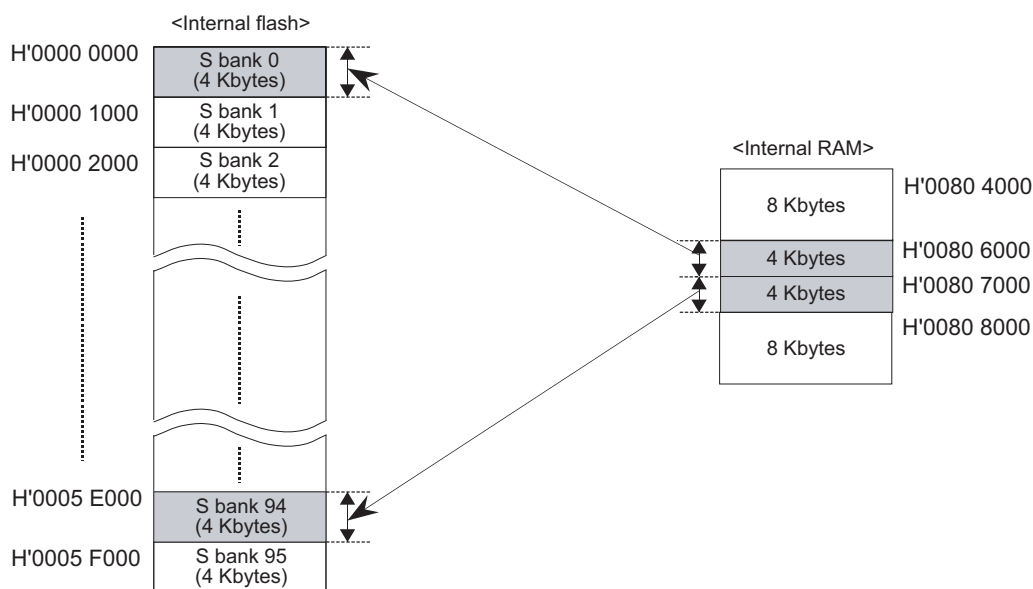 <Internal flash>
H'0000 0000
S bank 0
(4 Kbytes)
H'0000 1000
S bank 1
(4 Kbytes)
H'0000 2000
S bank 2
(4 Kbytes)
H'0005 E000
S bank 94
(4 Kbytes)
H'0005 F000
S bank 95
(4 Kbytes)
<Internal RAM>
8 Kbytes
H'0080 4000
4 Kbytes
H'0080 6000
4 Kbytes
H'0080 7000
8 Kbytes
H'0080 8000